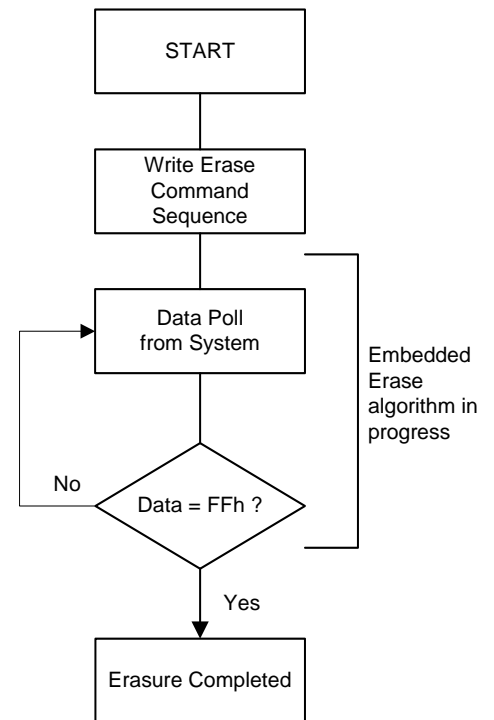 START
Write Erase
Command
Sequence
Data Poll
from System
Embedded
Erase
algorithm in
progress
No
Data = FFh ?
Yes
Erasure Completed